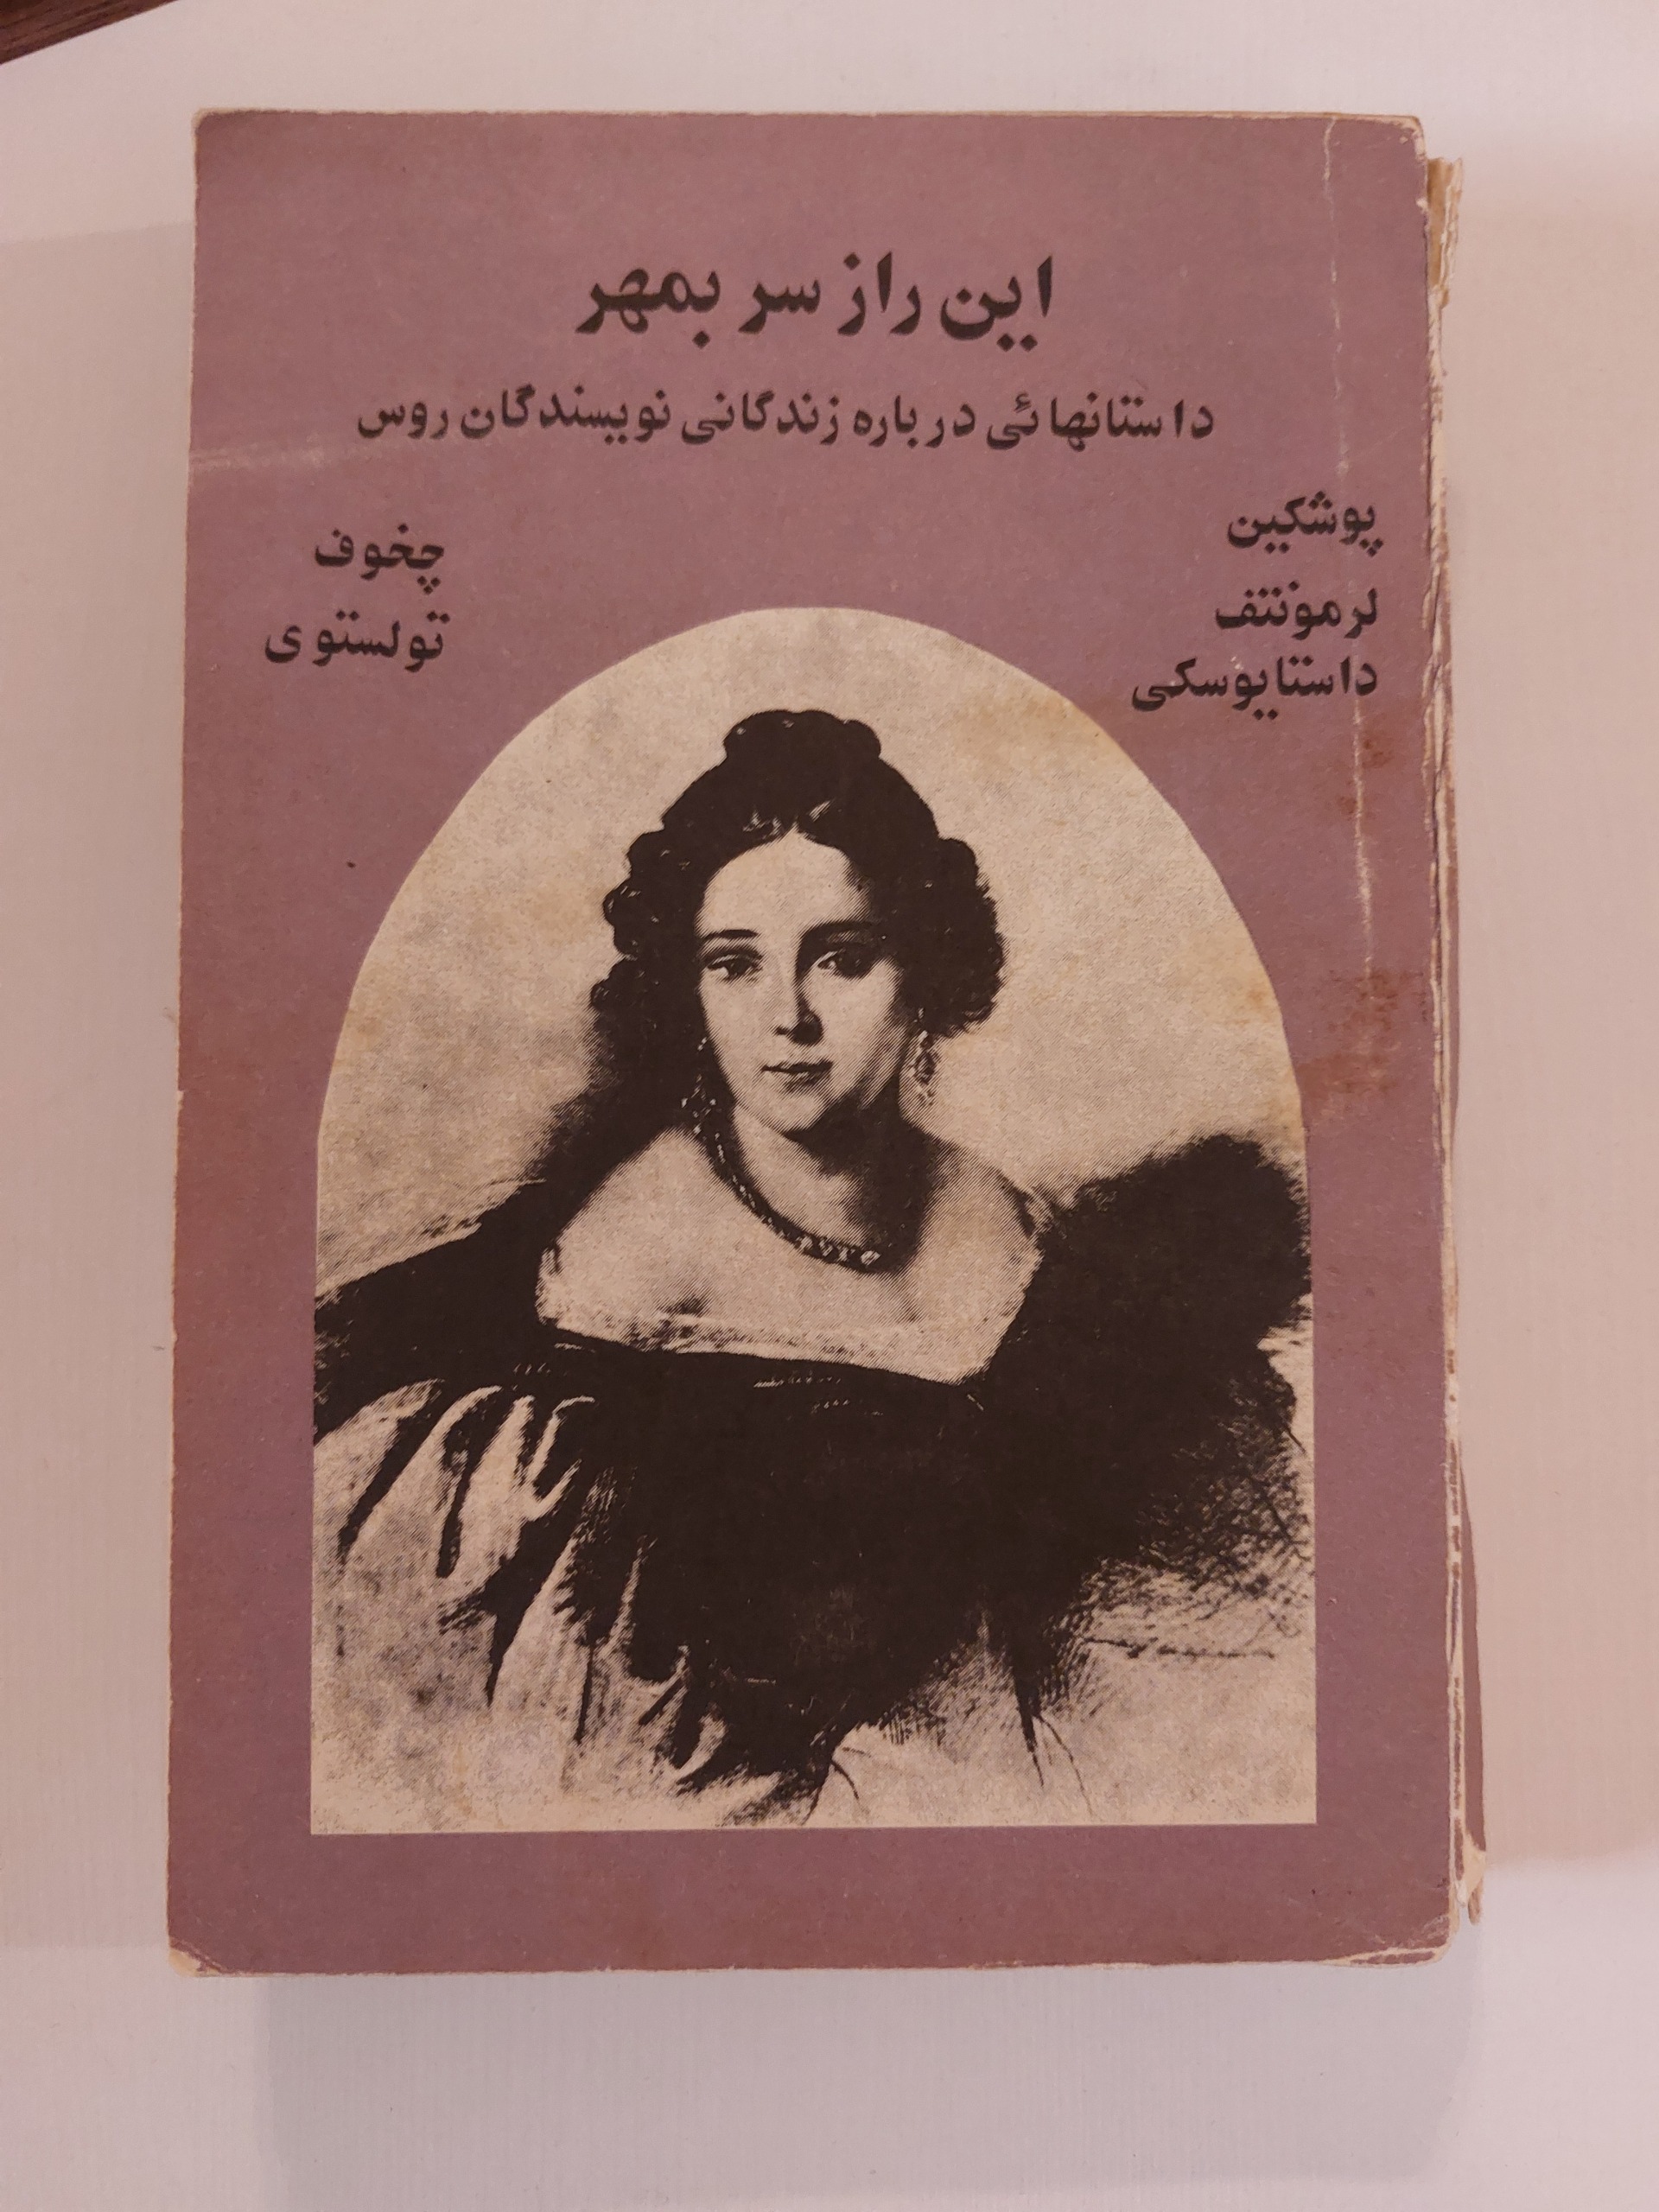 این راز سر بمهر
داستانهائی درباره زندگانی نویسندگان روس
پوشکین
لرمونتف
داستایوسکی
چخوف
تولستوی